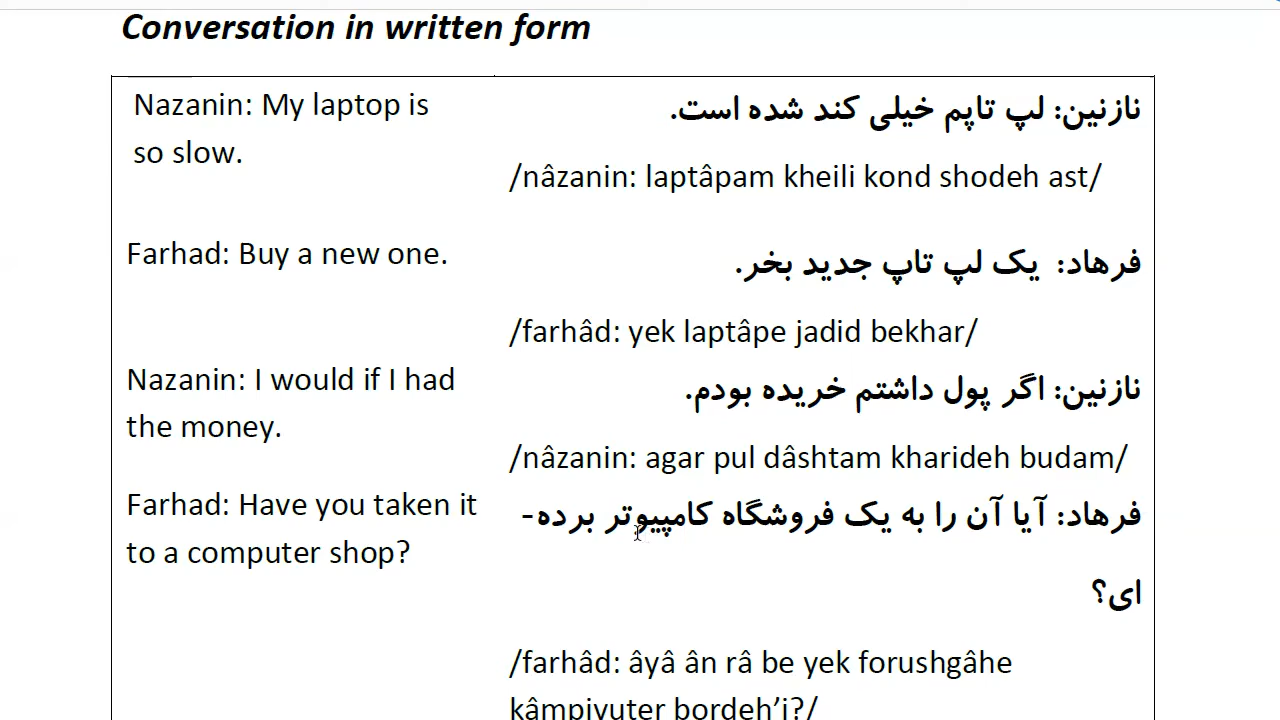 Conversation in written form
Nazanin: My laptop is
so slow.
نازنین: لپ تاپم خیلی کند شده است.
/nâzanin: laptâpam kheili kond shodeh ast/
Farhad: Buy a new one.
فرهاد: یک لپ تاپ جدید بخر.
/farhâd: yek laptâpe jadid bekhar/
Nazanin: I would if I had
the money.
نازنین: اگر پول داشتم خریده بودم.
/nâzanin: agar pul dâshtam kharideh budam/
Farhad: Have you taken it
to a computer shop?
فرهاد: آیا آن را به یک فروشگاه کامپیوتر برده-
ای؟
/farhâd: âyâ ân râ be yek forushgâhe
kâmpiyuter bordeh’i?/